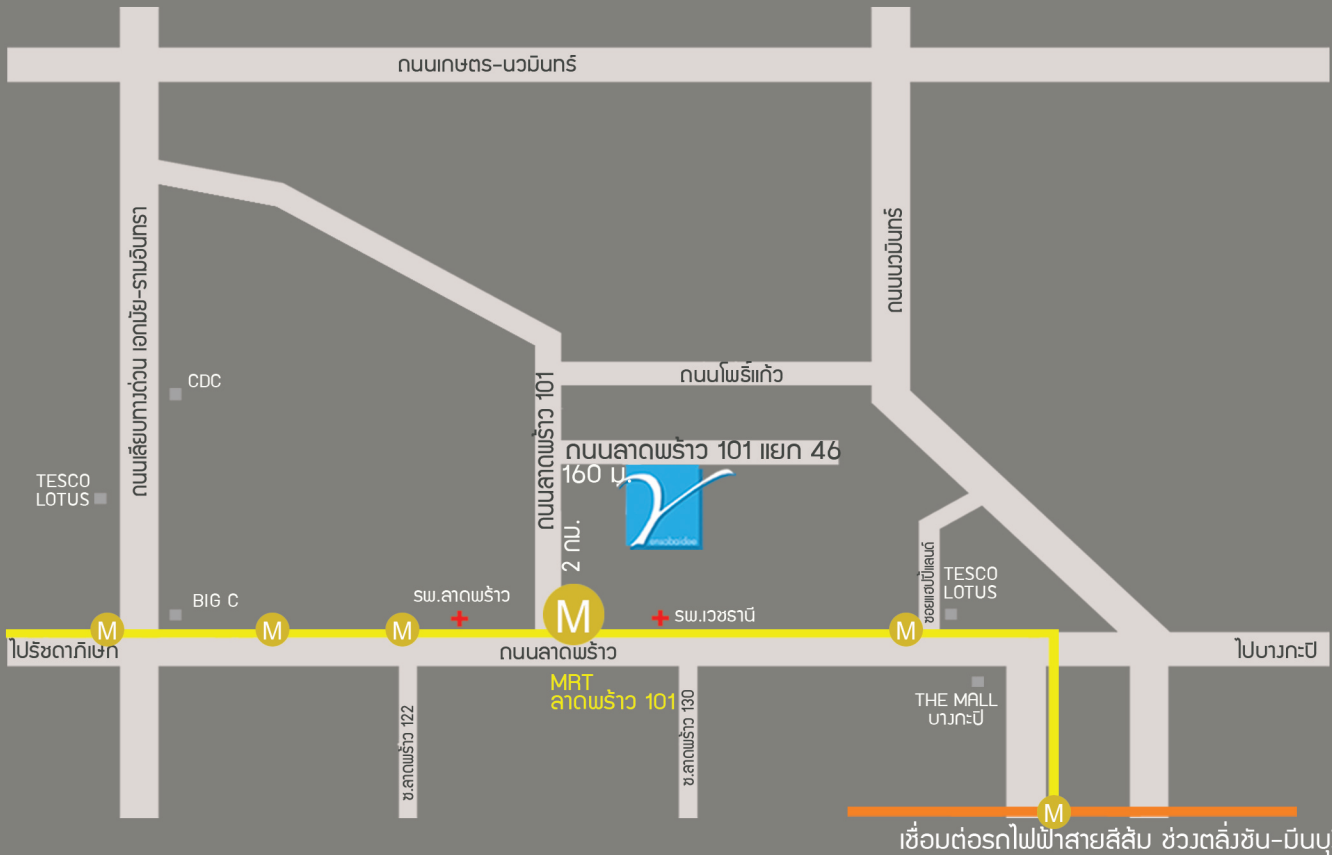 ถนนเกษตร-นวมินทร์
ถนนเลียบทางด่วน เอกมัย-รามอินทรา
ถนนนวมินทร์
CDC
ถนนโพธิ์แก้ว
ถนนลาดพร้าว 101
ถนนลาดพร้าว 101 แยก 46
160 ม.
TESCO
LOTUS
2 กม.
ซอยแฮปปี้แลนด์
TESCO
LOTUS
BIG C
รพ.ลาดพร้าว
รพ.เวชธานี
M
M
M
M
M
ไปรัชดาภิเษก
ถนนลาดพร้าว
ไปบางกะปิ
MRT
ลาดพร้าว 101
ซ.ลาดพร้าว 122
ซ.ลาดพร้าว 130
THE MALL
บางกะปิ
M
เชื่อมต่อรถไฟฟ้าสายสีส้ม ช่วงตลิ่งชัน-มีนบุ